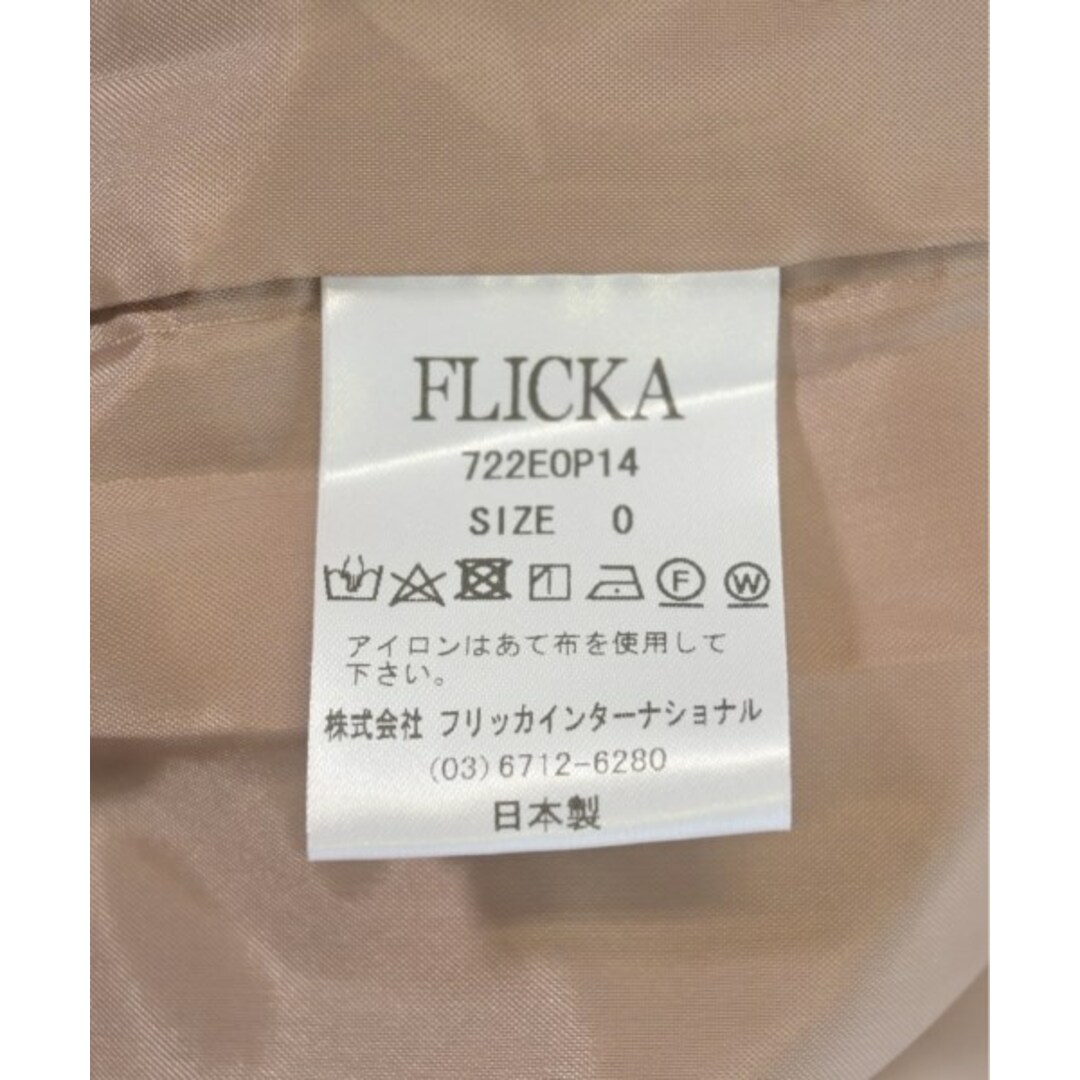 FLICKA
722EOP14
SIZE 0
F W
アイロンはあて布を使用して
下さい。
株式会社 フリッカインターナショナル
(03)6712-6280
日本製